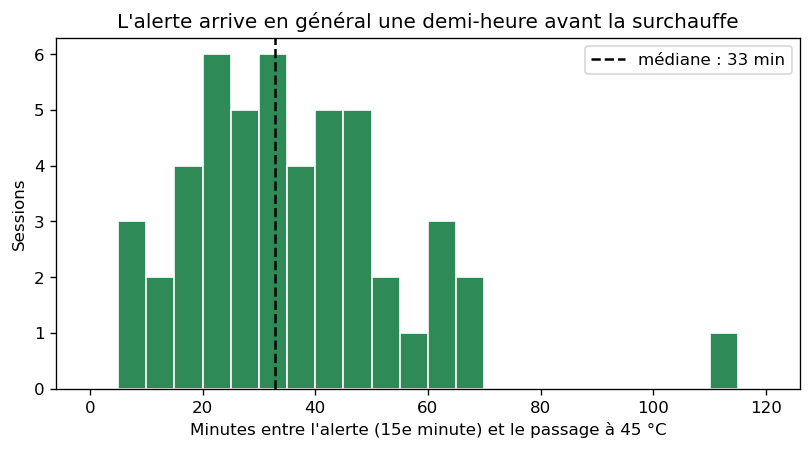 L'alerte arrive en général une demi-heure avant la surchauffe
médiane : 33 min
Sessions
6
5
4
3
2
1
0
0 20 40 60 80 100 120
Minutes entre l'alerte (15e minute) et le passage à 45 °C